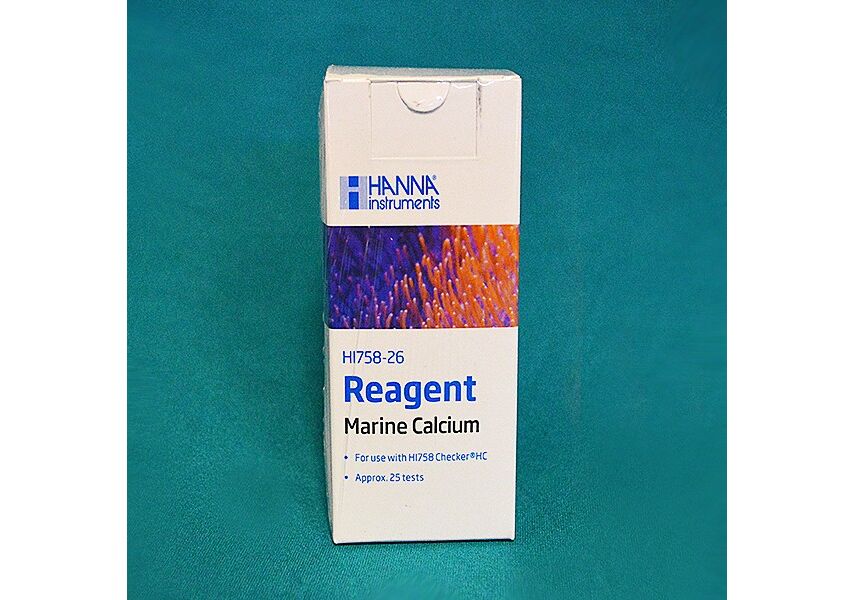 HANNA®
instruments
HI758-26
Reagent
Marine Calcium
• For use with HI758 Checker®HC
• Approx. 25 tests